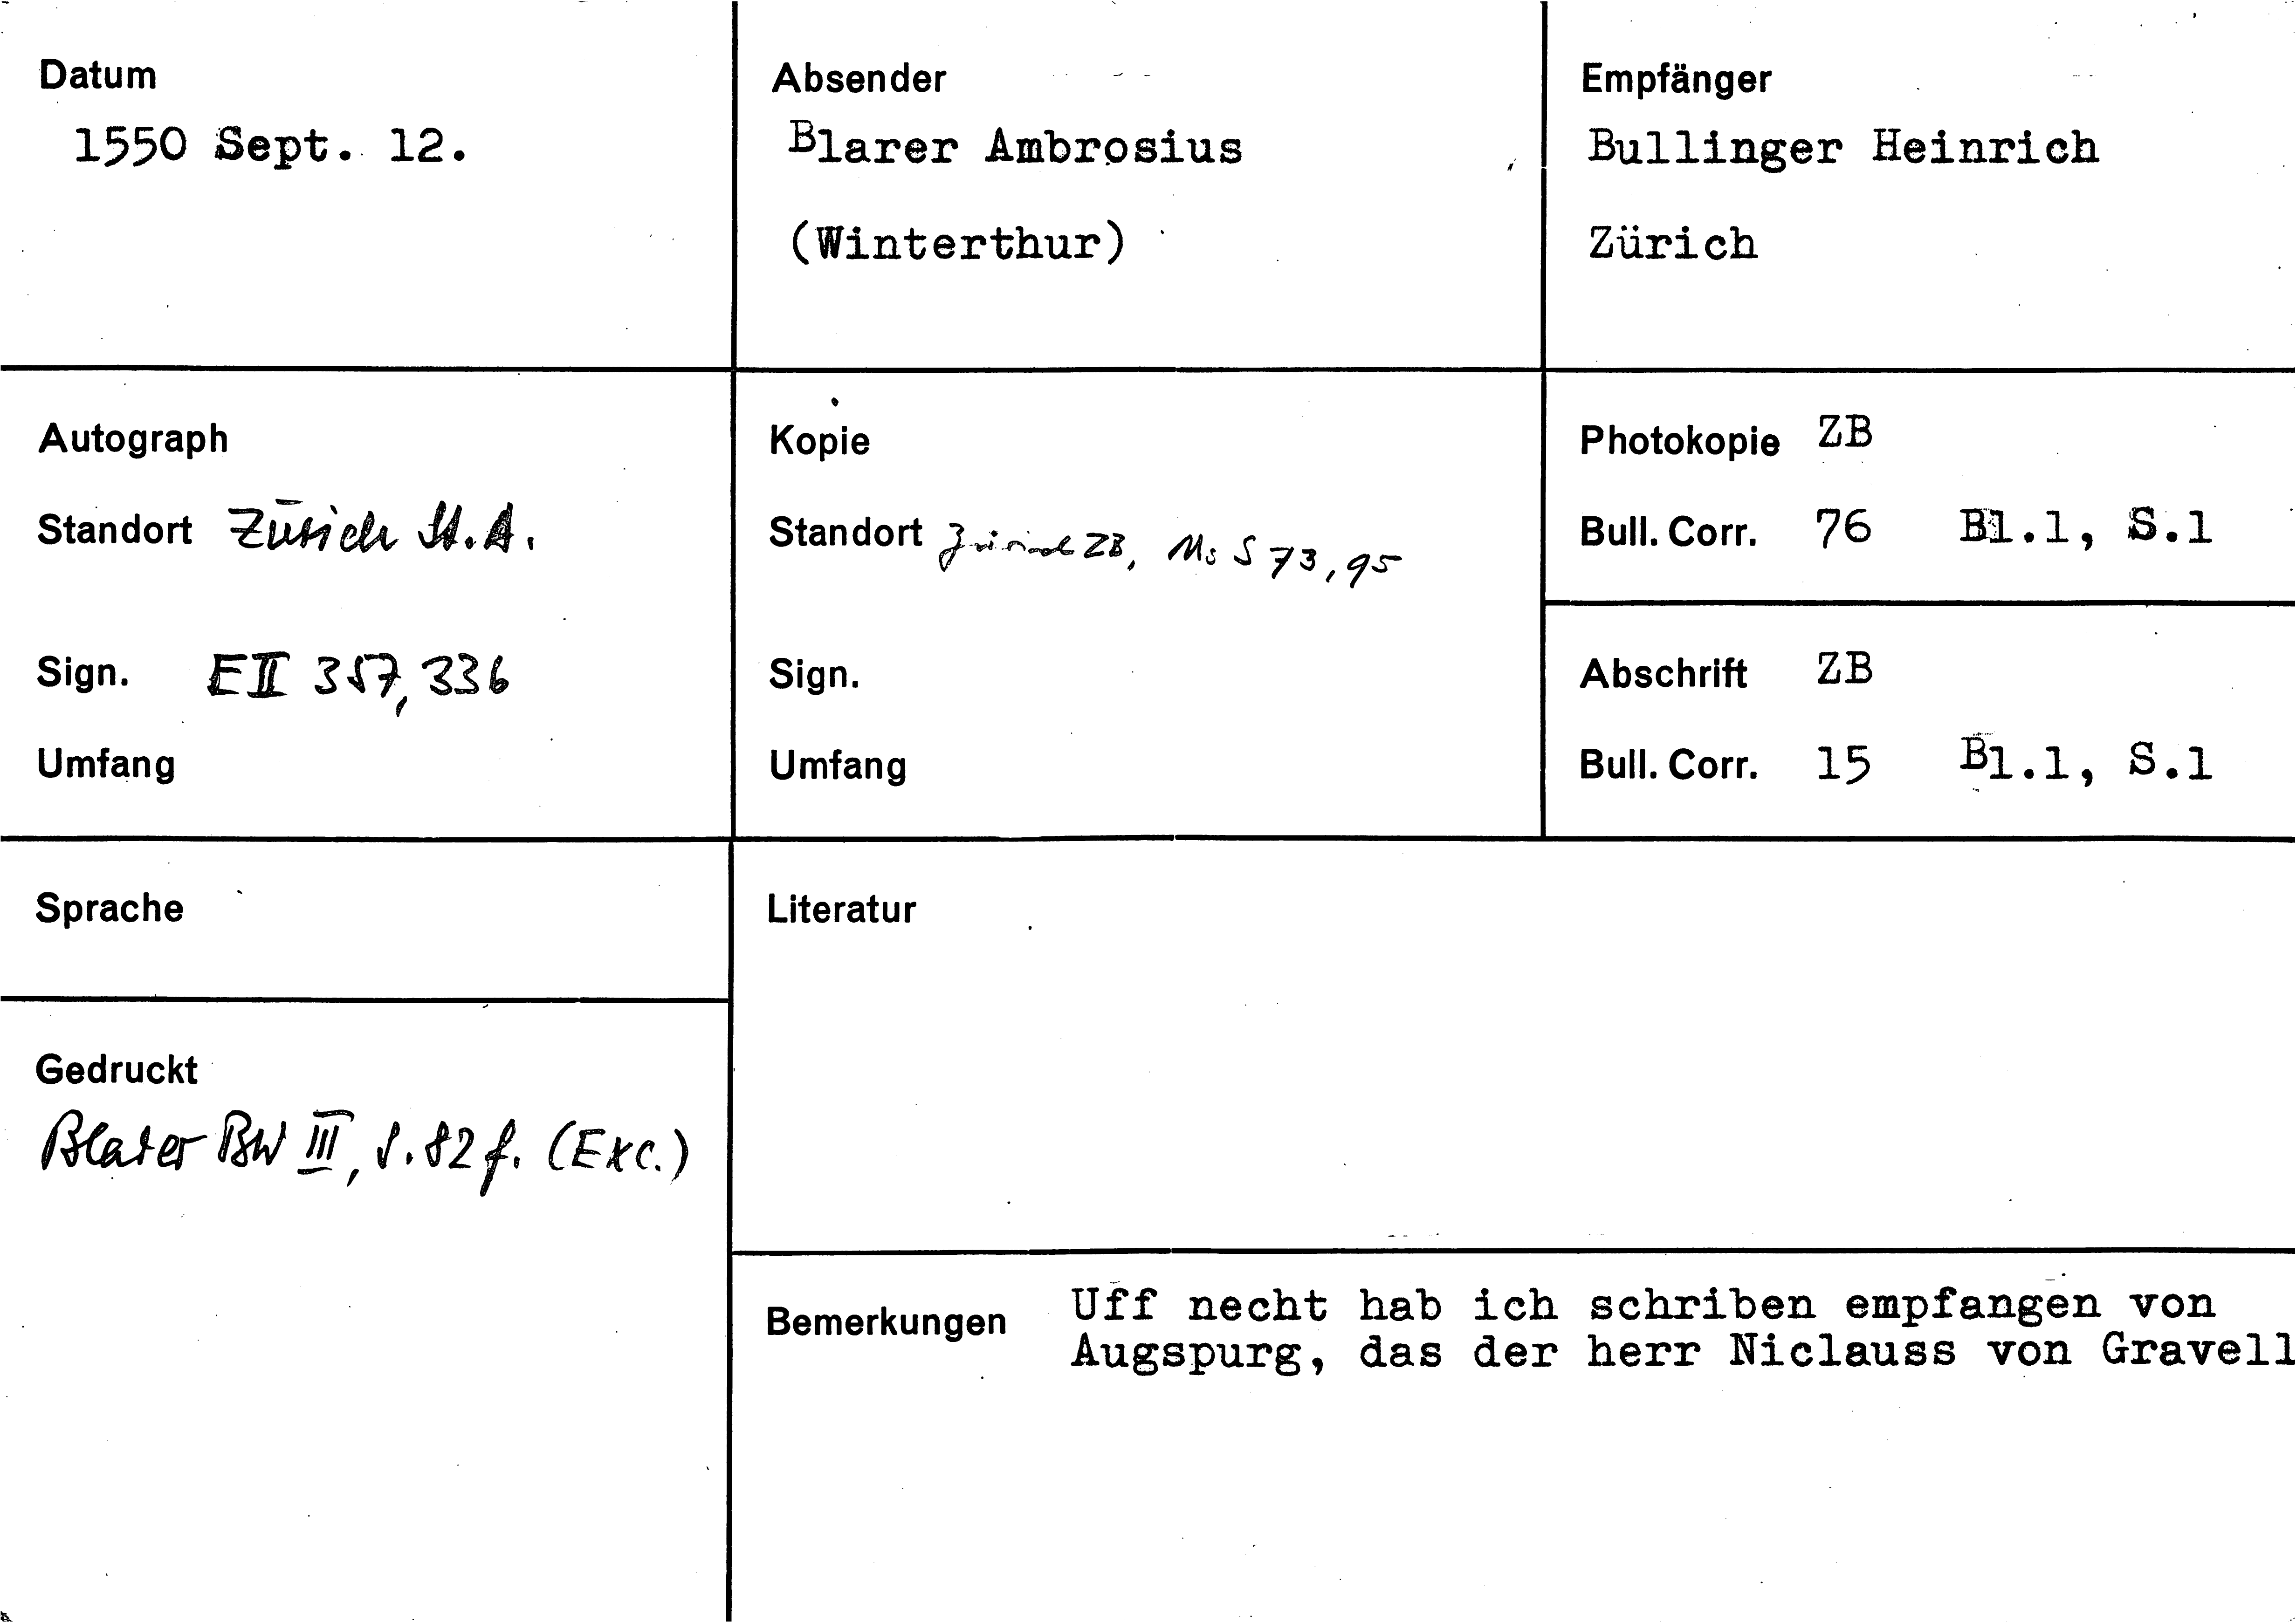 Datum
1550 Sept. 12.
Absender
Blarer Ambrosius
(Winterthur)
Empfänger
Bullinger Heinrich
Zürich
Autograph
Standort Zürich St.A.
Sign. EII 357, 336
Umfang
Kopie
Standort Zürich ZB, Ms S 73, 95
Sign.
Umfang
Photokopie ZB
Bull. Corr. 76 Bl.1, S.1
Abschrift ZB
Bull. Corr. 15 Bl.1, S.1
Sprache
Gedruckt
Blarer BW III, S. 82 f. (Exc.)
Literatur
Bemerkungen Uff necht hab ich schriben empfangen von
Augspurg, das der herr Niclauss von Gravell